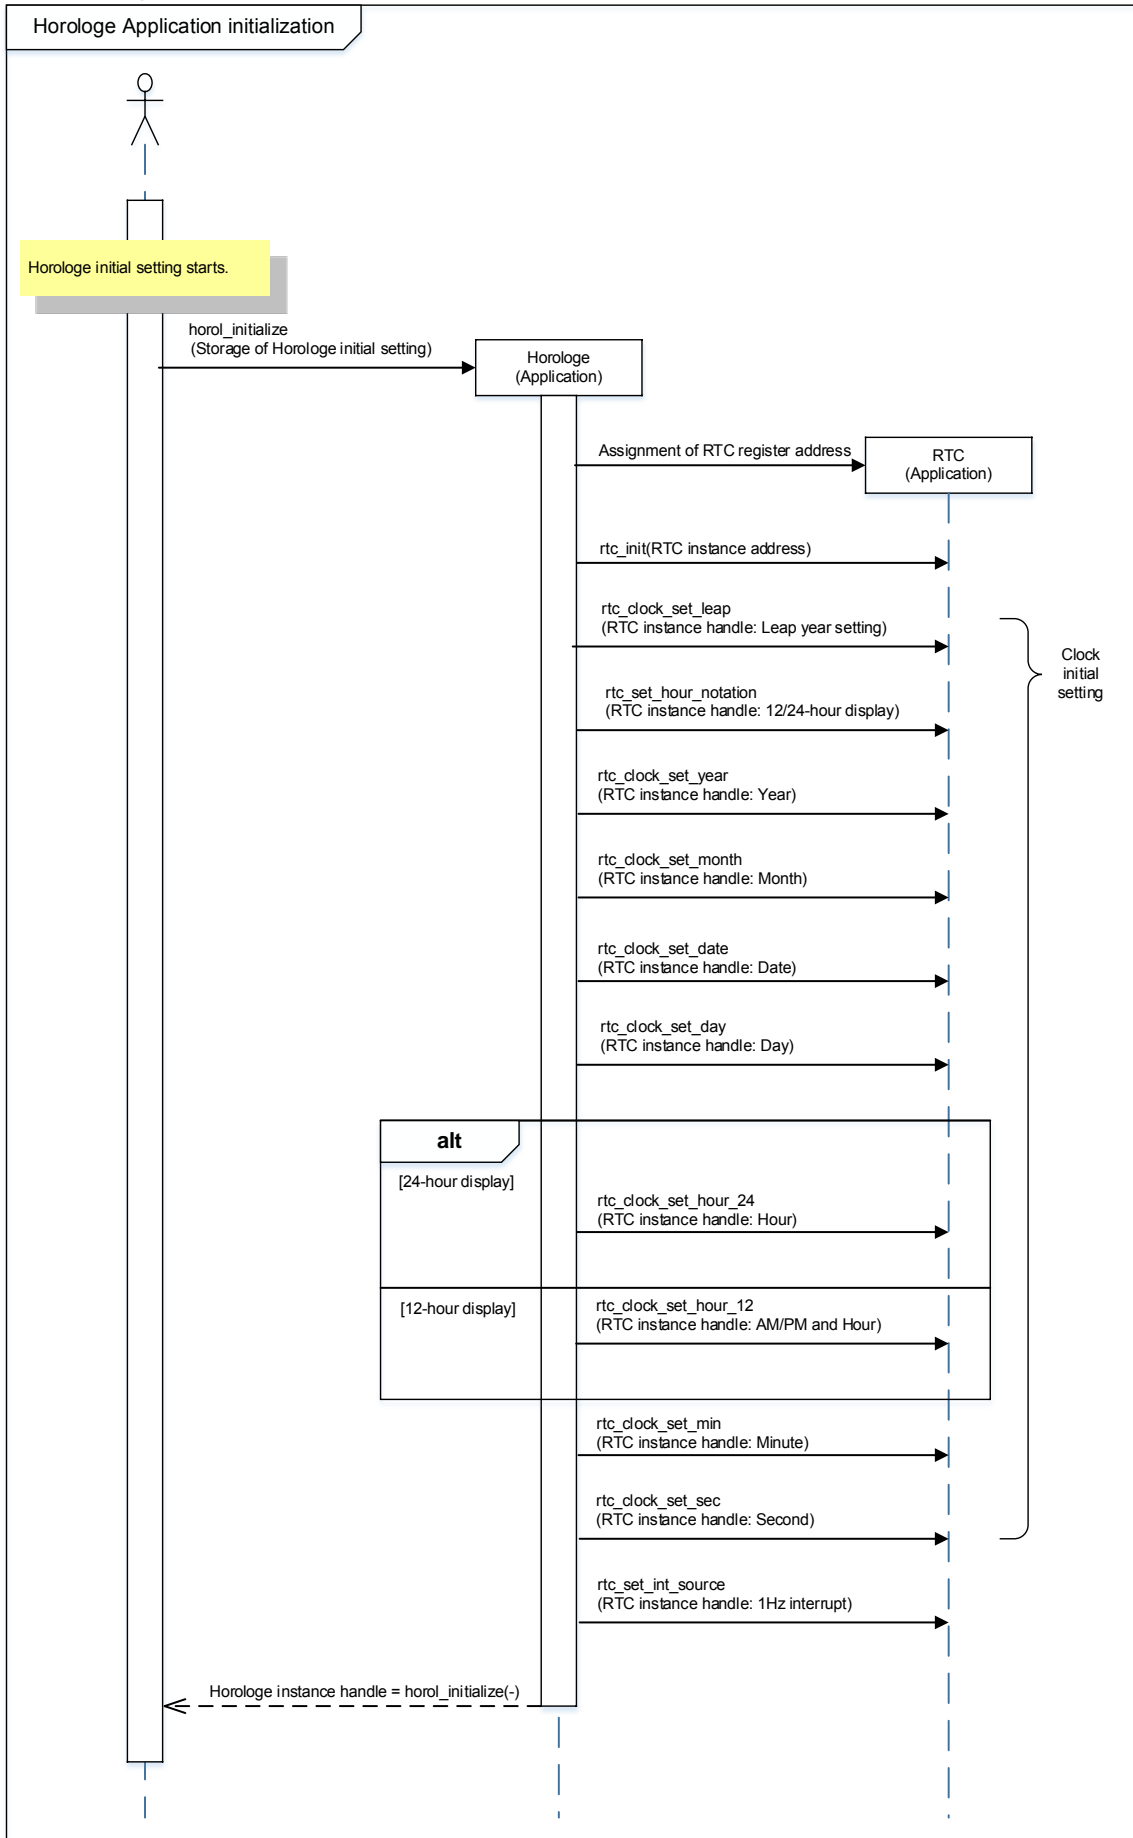 Horologe Application initialization
Horologe initial setting starts.
horol_initialize
(Storage of Horologe initial setting)
Horologe
(Application)
Assignment of RTC register address
RTC
(Application)
rtc_init(RTC instance address)
rtc_clock_set_leap
(RTC instance handle: Leap year setting)
Clock
initial
setting
rtc_set_hour_notation
(RTC instance handle: 12/24-hour display)
rtc_clock_set_year
(RTC instance handle: Year)
rtc_clock_set_month
(RTC instance handle: Month)
rtc_clock_set_date
(RTC instance handle: Date)
rtc_clock_set_day
(RTC instance handle: Day)
alt
[24-hour display]
rtc_clock_set_hour_24
(RTC instance handle: Hour)
[12-hour display]
rtc_clock_set_hour_12
(RTC instance handle: AM/PM and Hour)
rtc_clock_set_min
(RTC instance handle: Minute)
rtc_clock_set_sec
(RTC instance handle: Second)
rtc_set_int_source
(RTC instance handle: 1Hz interrupt)
Horologe instance handle = horol_initialize(-)